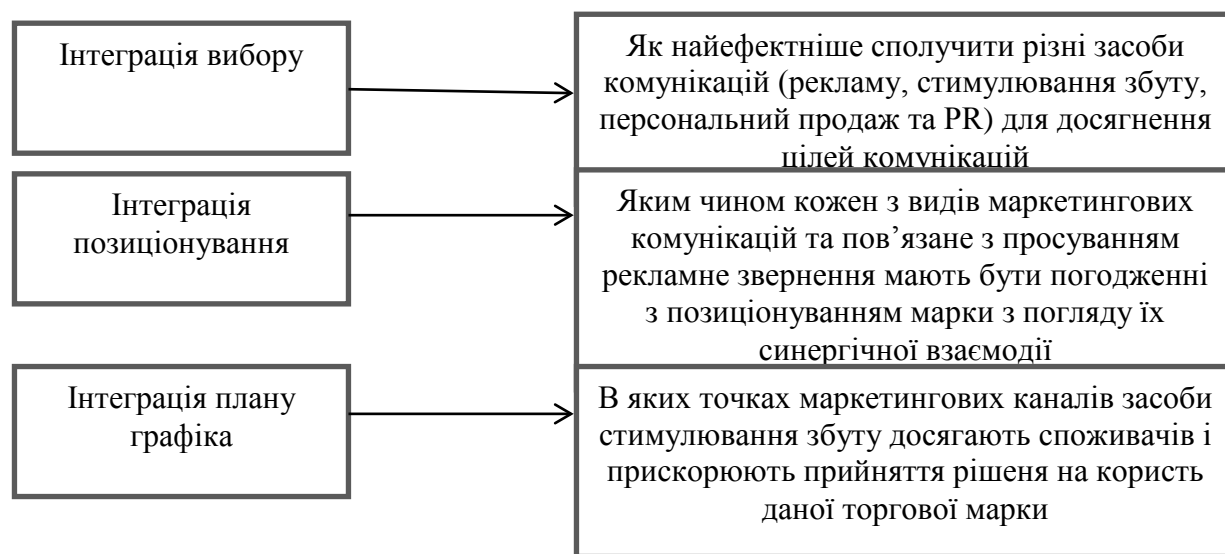 Інтеграція вибору
Як найефектніше сполучити різні засоби
комунікацій (рекламу, стимулювання збуту,
персональний продаж та PR) для досягнення
цілей комунікацій
Інтеграція
позиціонування
Яким чином кожен з видів маркетингових
комунікацій та пов’язане з просуванням
рекламне звернення мають бути погодженні
з позиціонуванням марки з погляду їх
синергічної взаємодії
Інтеграція плану
графіка
В яких точках маркетингових каналів засоби
стимулювання збуту досягають споживачів і
прискорюють прийняття рішеня на користь
даної торгової марки